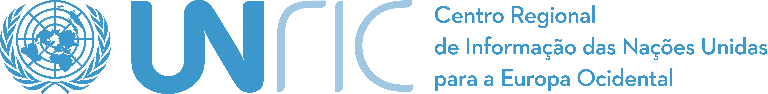 UNRIC
Centro Regional
de Informação das Nações Unidas
para a Europa Ocidental